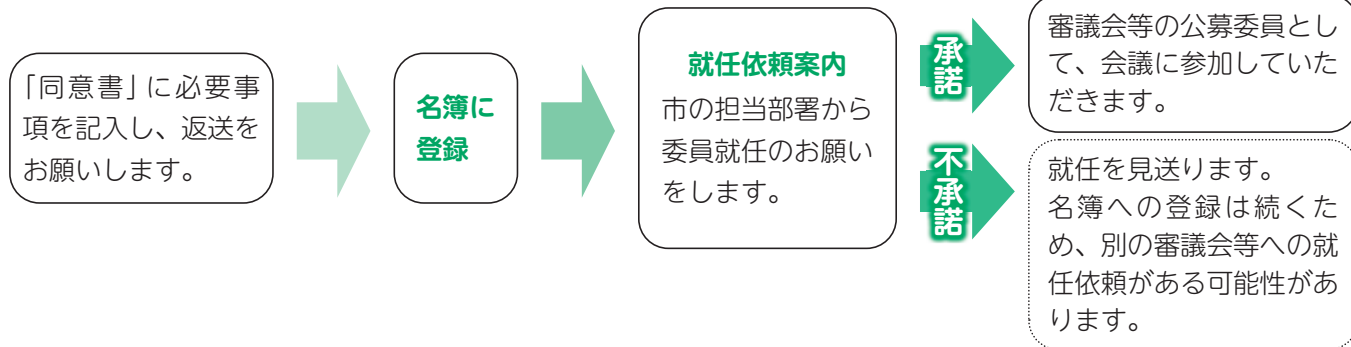 「同意書」に必要事
項を記入し、返送を
お願いします。
名簿に
登録
就任依頼案内
市の担当部署から
委員就任のお願い
をします。
承諾
審議会等の公募委員とし
て、会議に参加していた
だきます。
不承諾
就任を見送ります。
名簿への登録は続くた
め、別の審議会等への就
任依頼がある可能性があ
ります。